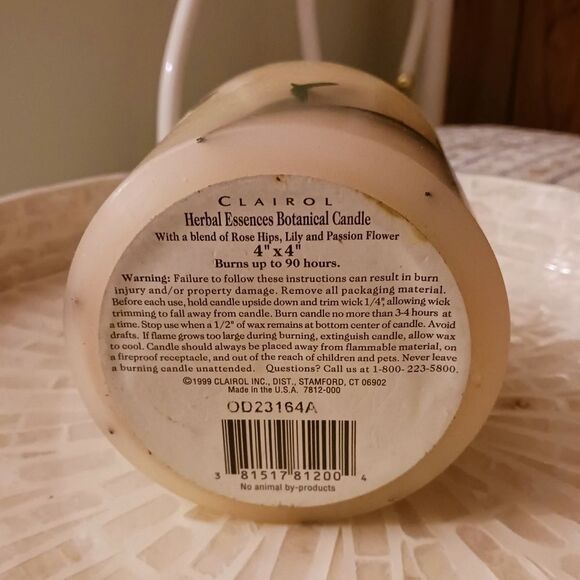 CLAIROL
Herbal Essences Botanical Candle
With a blend of Rose Hips, Lily and Passion Flower
4" x 4"
Burns up to 90 hours.
Warning: Failure to follow these instructions can result in burn
injury and/or property damage. Remove all packaging material.
Before each use, hold candle upside down and trim wick 1/4", allowing wick
trimming to fall away from candle. Burn candle no more than 3-4 hours at
a time. Stop use when a 1/2" of wax remains at bottom center of candle. Avoid
drafts. If flame grows too large during burning, extinguish candle, allow wax
to cool. Candle should always be placed away from flammable material, on
a fireproof receptacle, and out of the reach of children and pets. Never leave
a burning candle unattended. Questions? Call us at 1-800- 223-5800.
©1999 CLAIROL INC., DIST., STAMFORD, CT 06902
Made in the U.S.A. 7812-000
OD23164A
3 81517 81200 4
No animal by-products